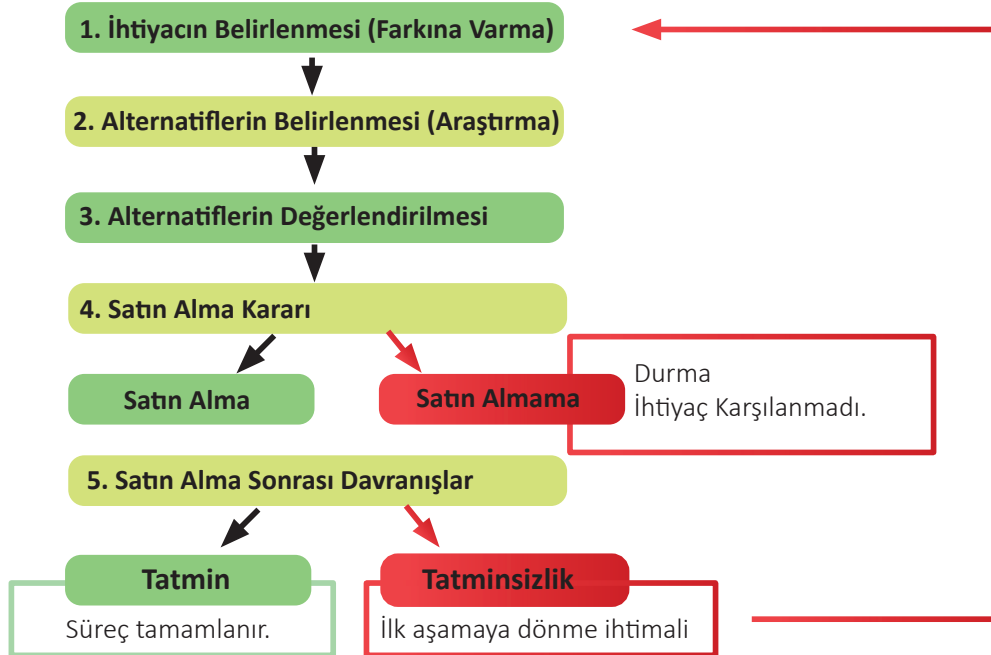 1. İhtiyacın Belirlenmesi (Farkına Varma)
2. Alternatiflerin Belirlenmesi (Araştırma)
3. Alternatiflerin Değerlendirilmesi
4. Satın Alma Kararı
Satın Alma
Satın Almama
Durma
İhtiyaç Karşılanmadı.
5. Satın Alma Sonrası Davranışlar
Tatmin
Süreç tamamlanır.
Tatminsizlik
İlk aşamaya dönme ihtimali